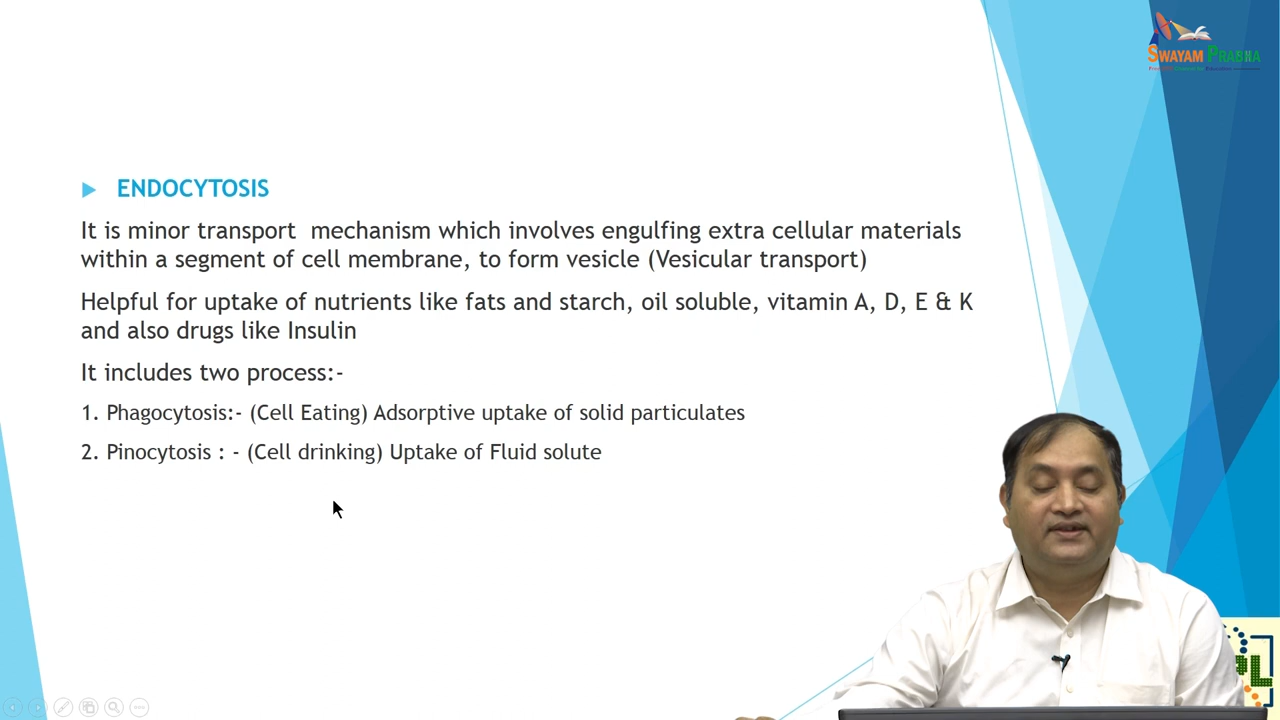 SWAYAM PRABHA
ENDOCYTOSIS
It is minor transport mechanism which involves engulfing extra cellular materials
within a segment of cell membrane, to form vesicle (Vesicular transport)
Helpful for uptake of nutrients like fats and starch, oil soluble, vitamin A, D, E & K
and also drugs like Insulin
It includes two process:-
1. Phagocytosis:- (Cell Eating) Adsorptive uptake of solid particulates
2. Pinocytosis : - (Cell drinking) Uptake of Fluid solute